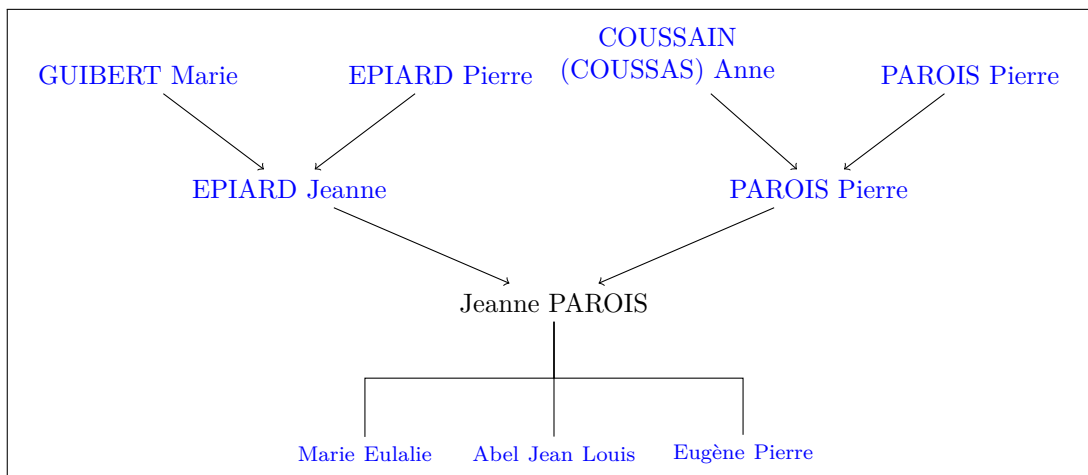 GUIBERT Marie
EPIARD Pierre
COUSSAIN
(COUSSAS) Anne
PAROIS Pierre
EPIARD Jeanne
PAROIS Pierre
Jeanne PAROIS
Marie Eulalie
Abel Jean Louis
Eugène Pierre